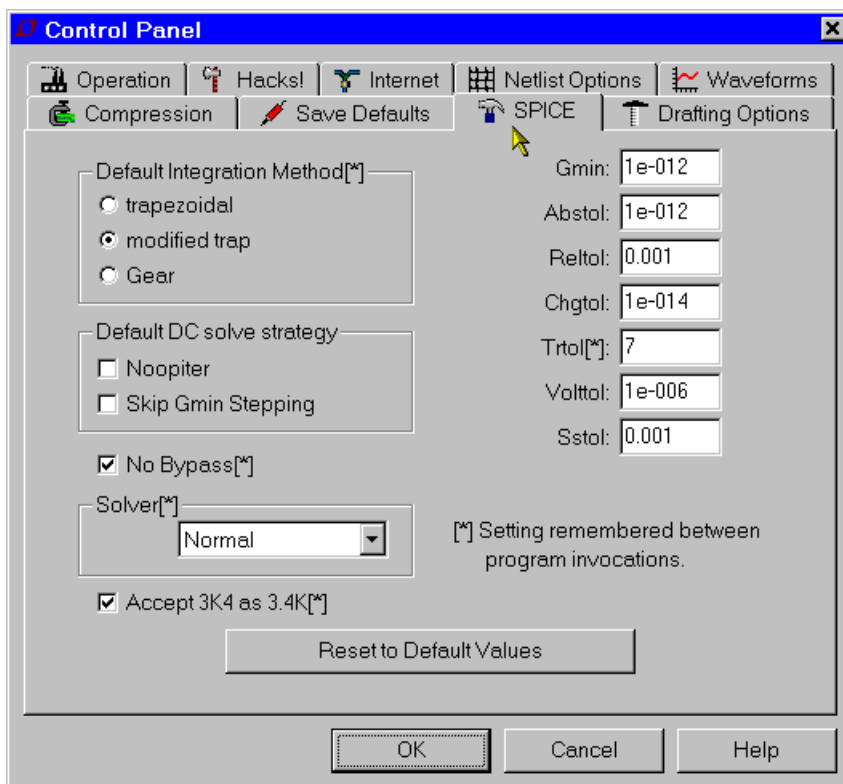 Control Panel
Operation Hacks! Internet Netlist Options Waveforms
Compression Save Defaults SPICE Drafting Options
Default Integration Method[*]
trapezoidal
modified trap
Gear
Default DC solve strategy
Noopiter
Skip Gmin Stepping
No Bypass[*]
Solver[*]
Normal
Accept 3K4 as 3.4K[*]
Gmin: 1e-012
Abstol: 1e-012
Reltol: 0.001
Chgtol: 1e-014
Trtol[*]: 7
Volttol: 1e-006
Sstol: 0.001
[*] Setting remembered between
program invocations.
Reset to Default Values
OK Cancel Help